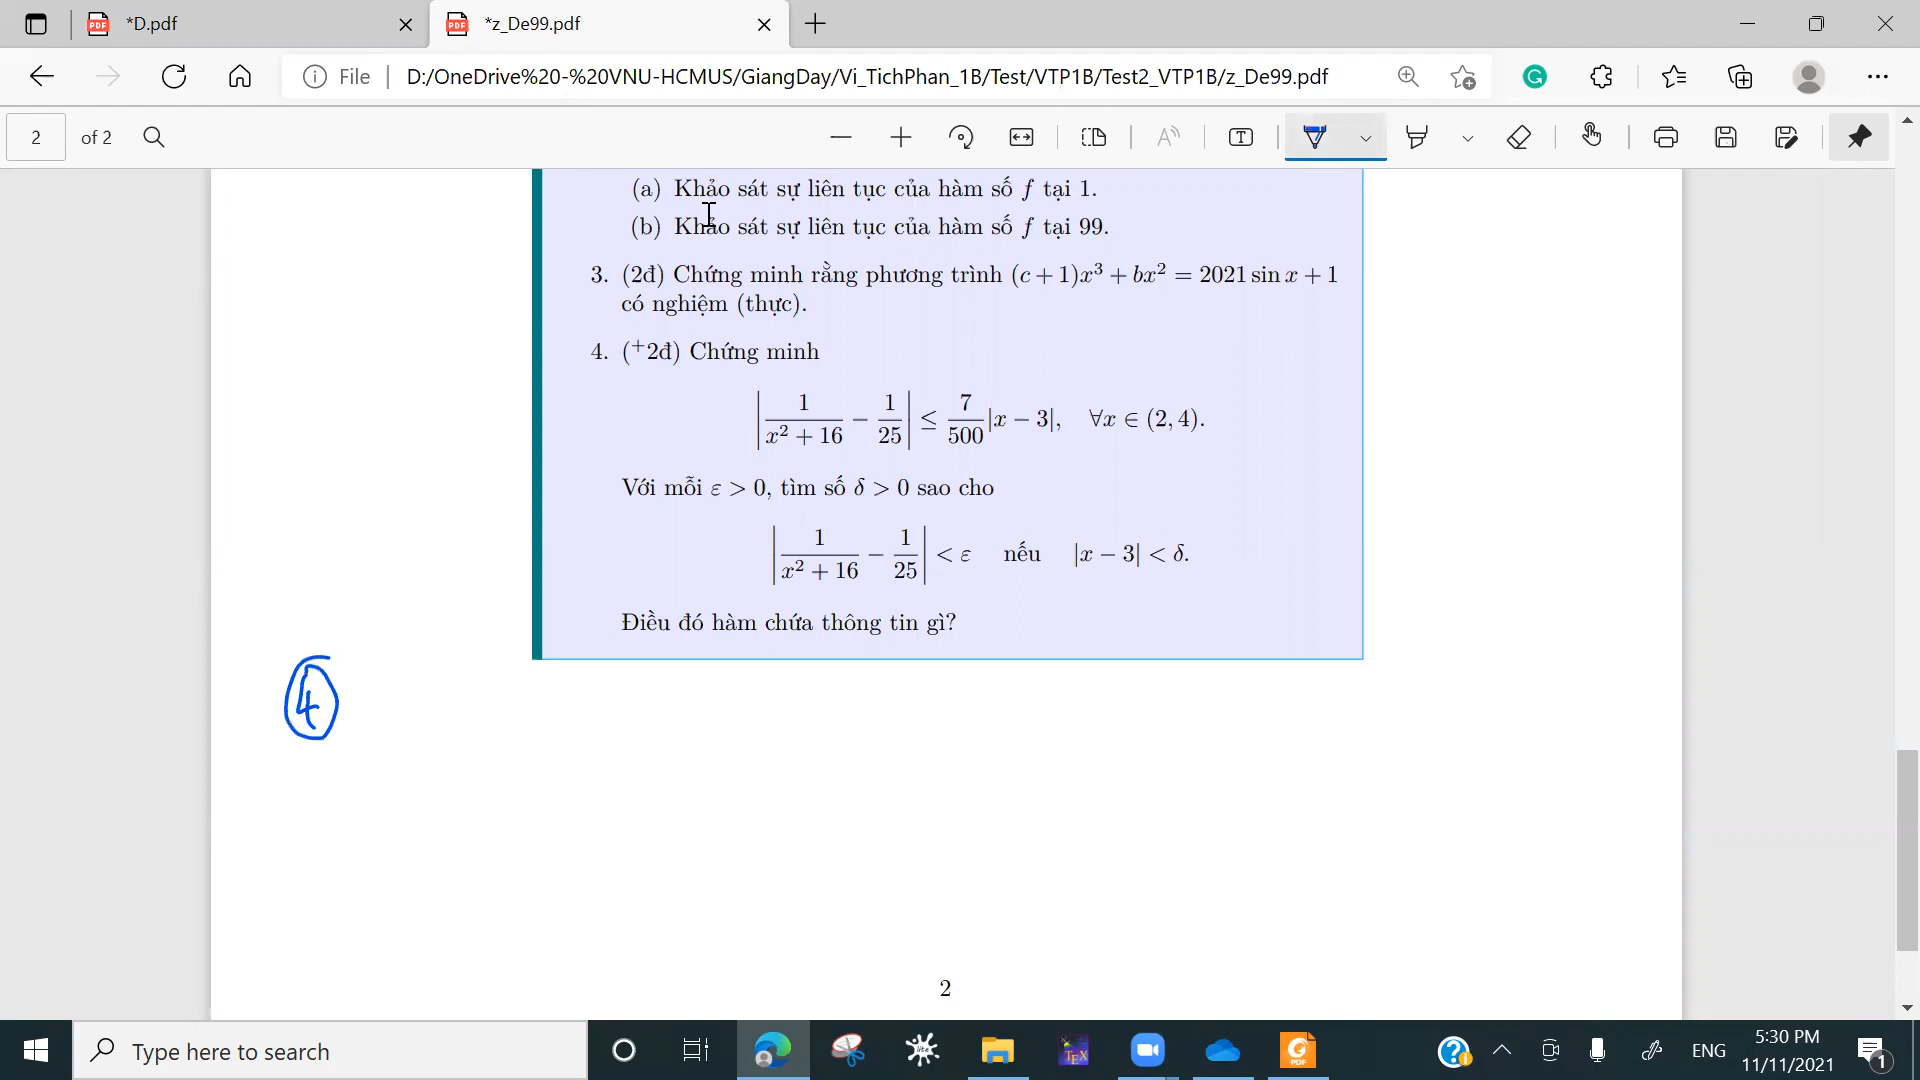 *D.pdf
*z_De99.pdf
File
D:/OneDrive%20-%20VNU-HCMUS/GiangDay/Vi_TichPhan_1B/Test/VTP1B/Test2_VTP1B/z_De99.pdf
2 of 2
(a) Khảo sát sự liên tục của hàm số f tại 1.
(b) Khảo sát sự liên tục của hàm số f tại 99.
3. (2đ) Chứng minh rằng phương trình (c + 1)x³ + bx² = 2021 sin x + 1
có nghiệm (thực).
4. (⁺2đ) Chứng minh
|1/(x² + 16) − 1/25| ≤ 7/500 |x − 3|, ∀x ∈ (2, 4).
Với mỗi ε > 0, tìm số δ > 0 sao cho
|1/(x² + 16) − 1/25| < ε nếu |x − 3| < δ.
Điều đó hàm chứa thông tin gì?
4
2
Type here to search
ENG
5:30 PM
11/11/2021
1